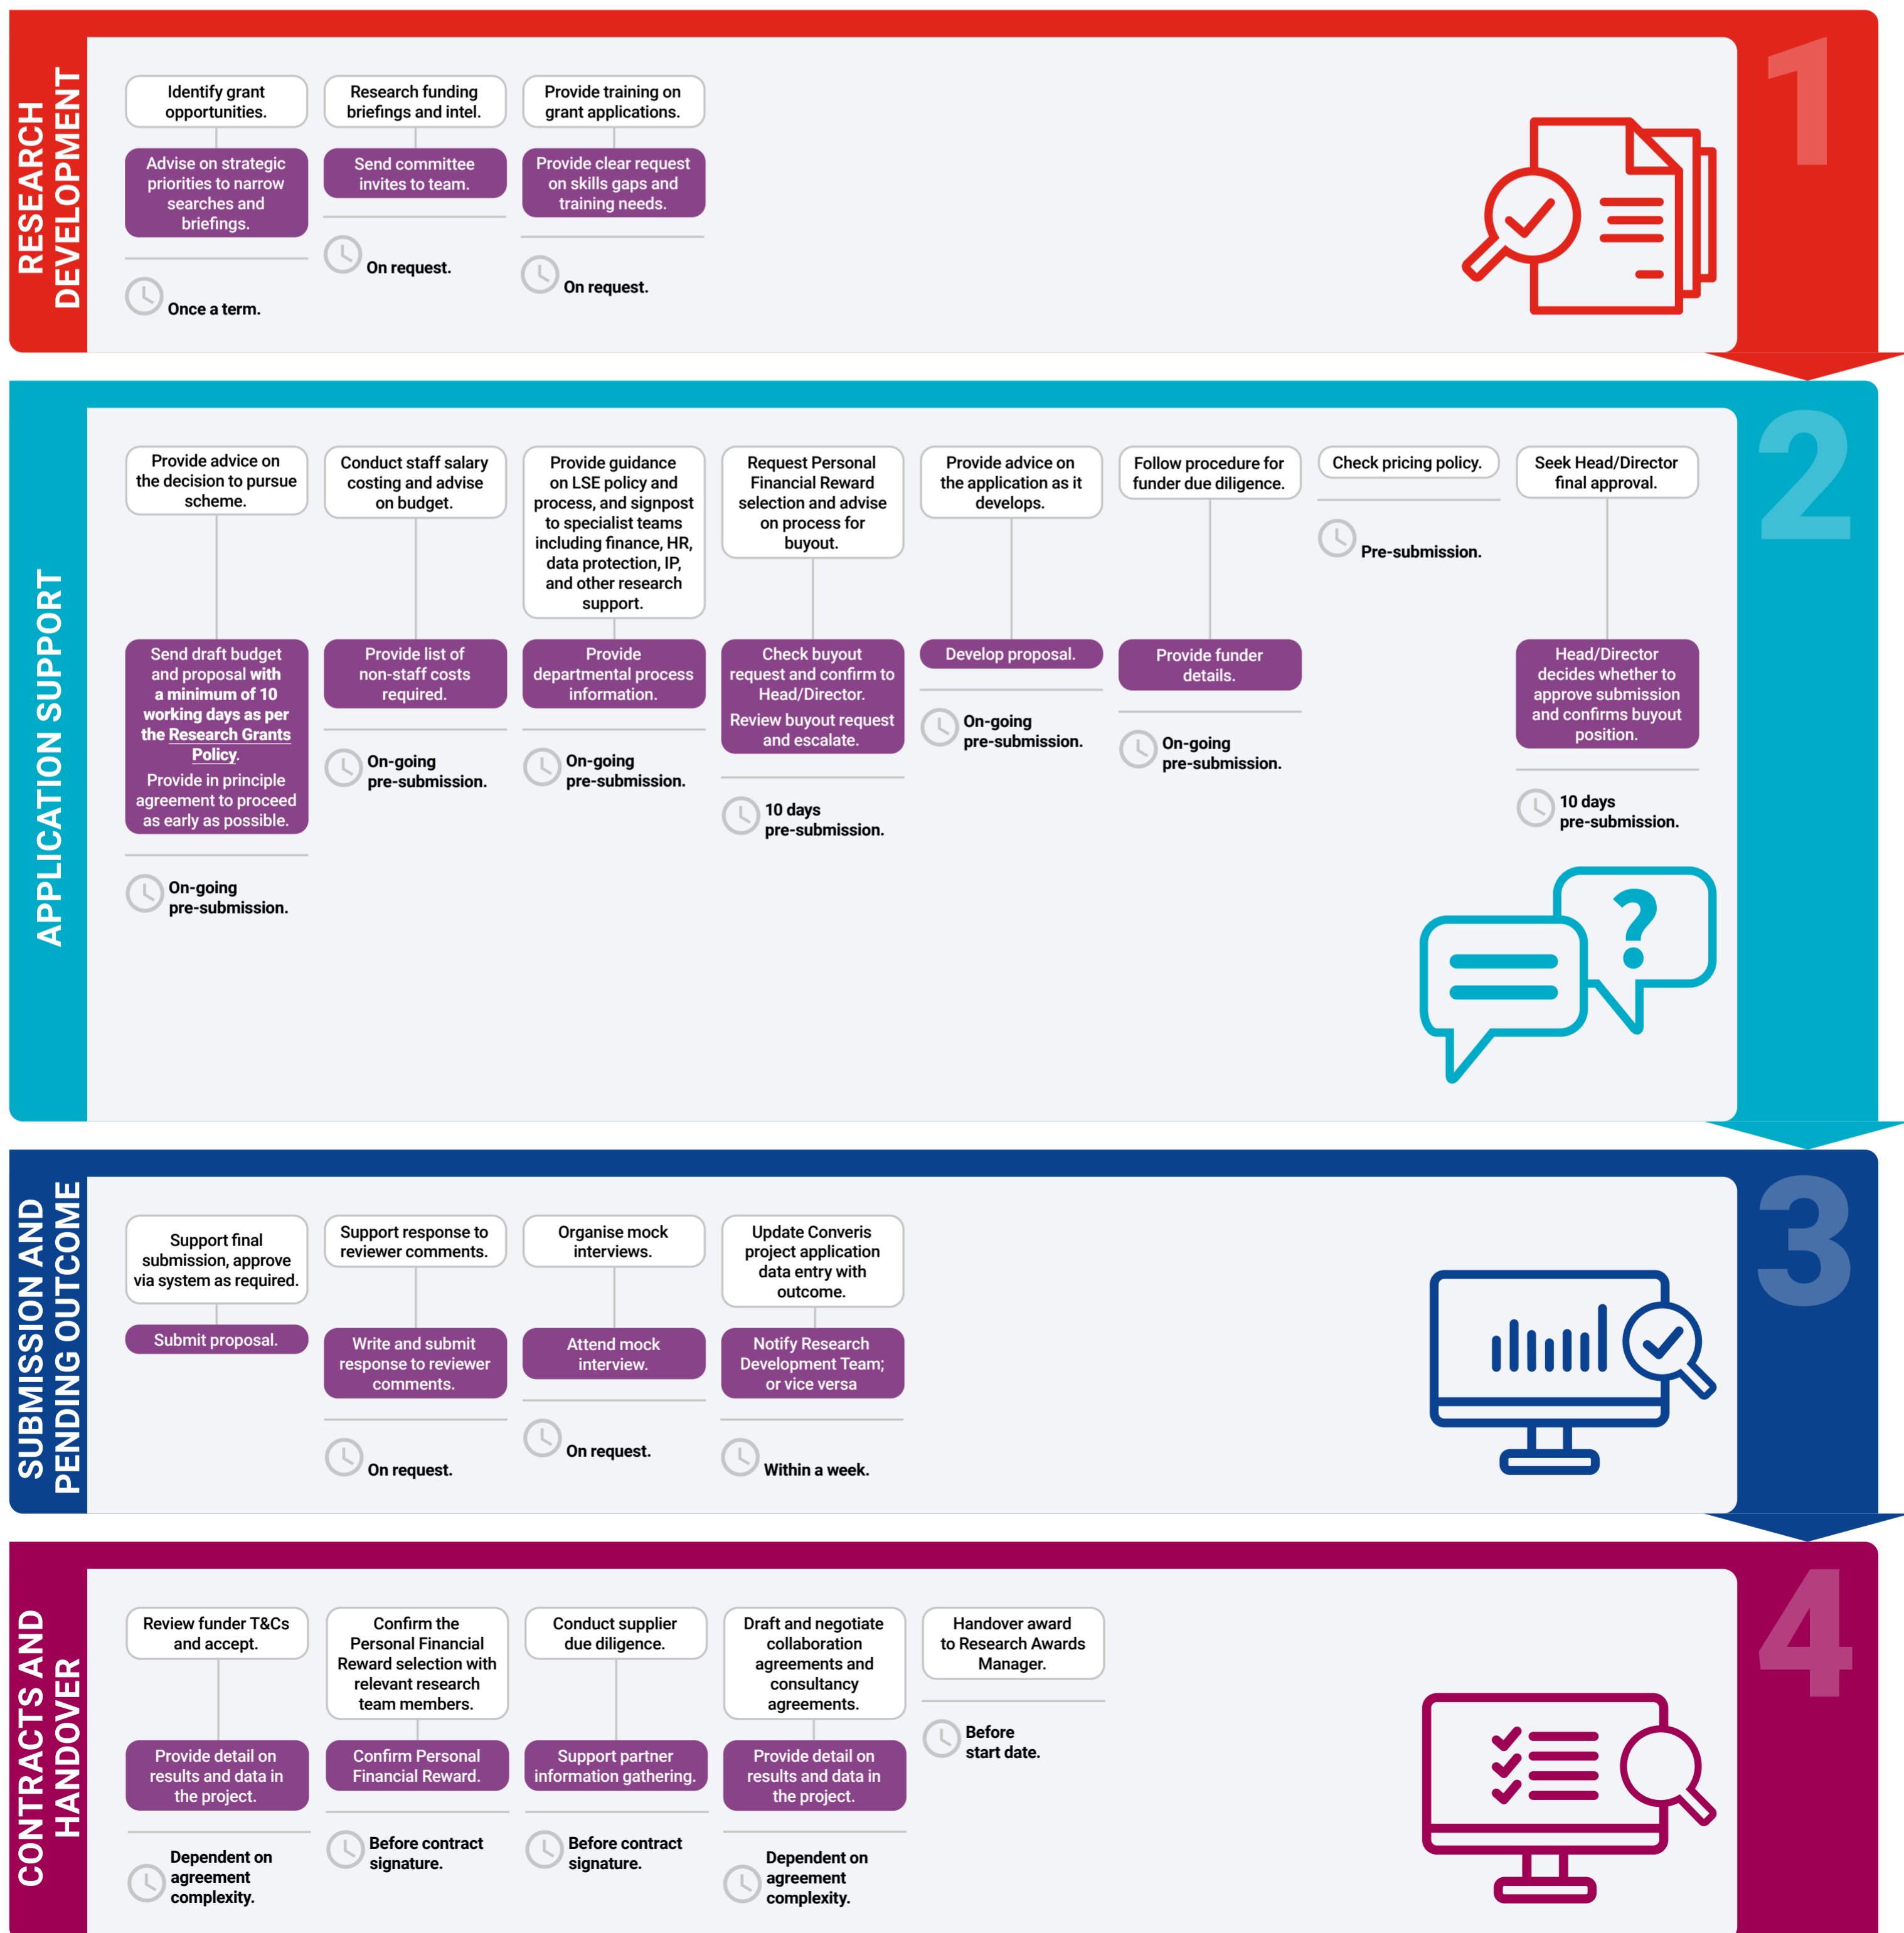 RESEARCH
DEVELOPMENT
1
Identify grant
opportunities.
Advise on strategic
priorities to narrow
searches and
briefings.
Once a term.
Research funding
briefings and intel.
Send committee
invites to team.
On request.
Provide training on
grant applications.
Provide clear request
on skills gaps and
training needs.
On request.
APPLICATION SUPPORT
2
Provide advice on
the decision to pursue
scheme.
Send draft budget
and proposal with
a minimum of 10
working days as per
the Research Grants
Policy.
Provide in principle
agreement to proceed
as early as possible.
On-going
pre-submission.
Conduct staff salary
costing and advise
on budget.
Provide list of
non-staff costs
required.
On-going
pre-submission.
Provide guidance
on LSE policy and
process, and signpost
to specialist teams
including finance, HR,
data protection, IP,
and other research
support.
Provide
departmental process
information.
On-going
pre-submission.
Request Personal
Financial Reward
selection and advise
on process for
buyout.
Check buyout
request and confirm to
Head/Director.
Review buyout request
and escalate.
10 days
pre-submission.
Provide advice on
the application as it
develops.
Develop proposal.
On-going
pre-submission.
Follow procedure for
funder due diligence.
Provide funder
details.
On-going
pre-submission.
Check pricing policy.
Pre-submission.
Seek Head/Director
final approval.
Head/Director
decides whether to
approve submission
and confirms buyout
position.
10 days
pre-submission.
?
SUBMISSION AND
PENDING OUTCOME
3
Support final
submission, approve
via system as required.
Submit proposal.
Support response to
reviewer comments.
Write and submit
response to reviewer
comments.
On request.
Organise mock
interviews.
Attend mock
interview.
On request.
Update Converis
project application
data entry with
outcome.
Notify Research
Development Team;
or vice versa
Within a week.
CONTRACTS AND
HANDOVER
4
Review funder T&Cs
and accept.
Provide detail on
results and data in
the project.
Dependent on
agreement
complexity.
Confirm the
Personal Financial
Reward selection with
relevant research
team members.
Confirm Personal
Financial Reward.
Before contract
signature.
Conduct supplier
due diligence.
Support partner
information gathering.
Before contract
signature.
Draft and negotiate
collaboration
agreements and
consultancy
agreements.
Provide detail on
results and data in
the project.
Dependent on
agreement
complexity.
Handover award
to Research Awards
Manager.
Before
start date.